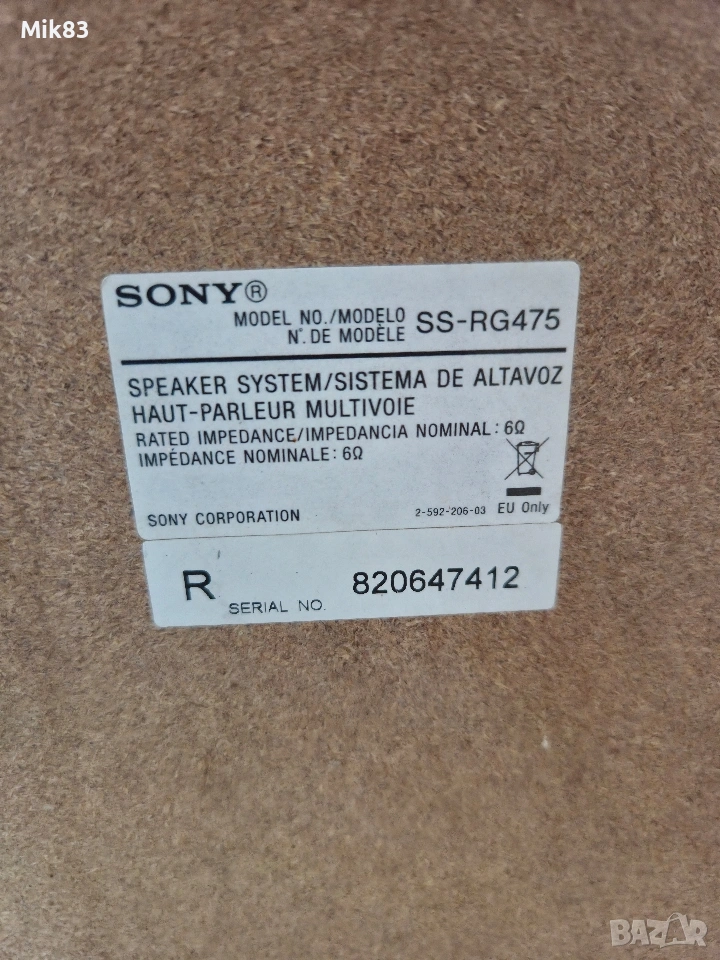 Mik83
SONY®
MODEL NO./MODELO
N°. DE MODÈLE
SS-RG475
SPEAKER SYSTEM/SISTEMA DE ALTAVOZ
HAUT-PARLEUR MULTIVOIE
RATED IMPEDANCE/IMPEDANCIA NOMINAL: 6Ω
IMPÉDANCE NOMINALE: 6Ω
SONY CORPORATION
2-592-206-03 EU Only
R
SERIAL NO.
820647412
BAZAR